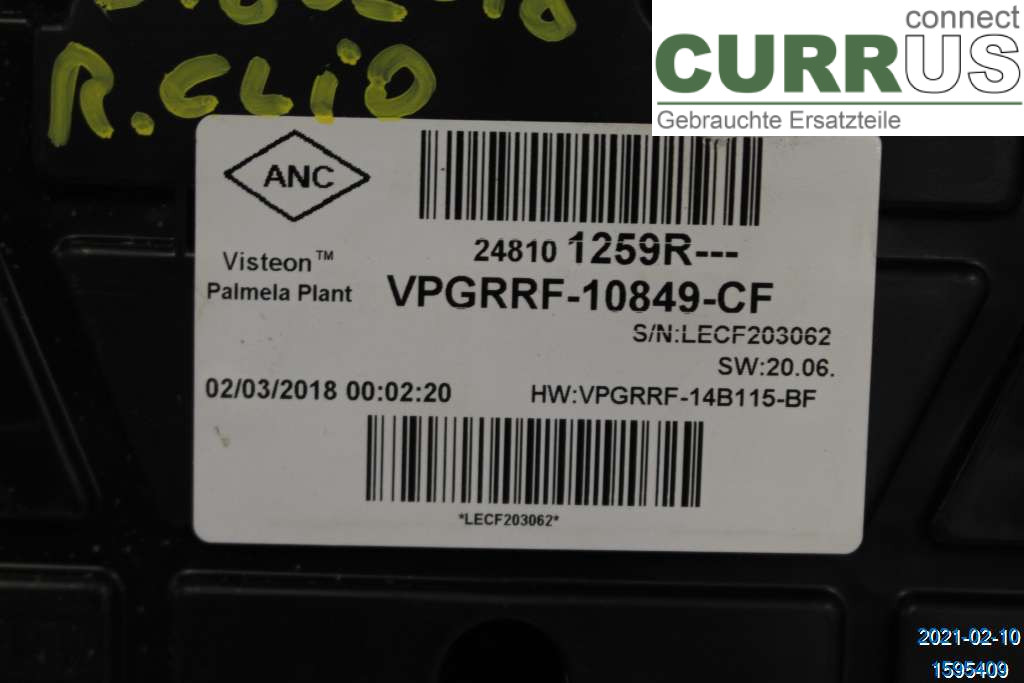 R.CLiO
connect
CURRUS
Gebrauchte Ersatzteile
ANC
Visteon™
Palmela Plant
24810 1259R---
VPGRRF-10849-CF
S/N:LECF203062
SW:20.06.
02/03/2018 00:02:20
HW:VPGRRF-14B115-BF
*LECF203062*
2021-02-10
1595409